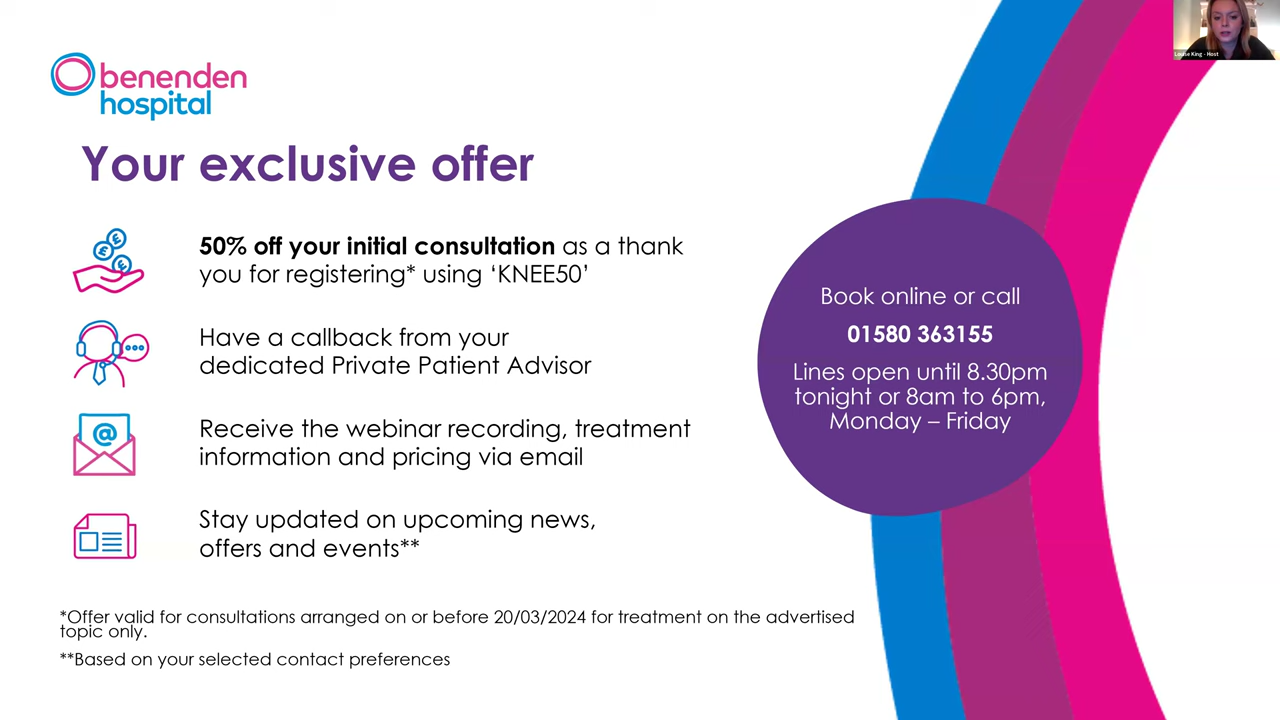 Louise King - Host
benenden
hospital
Your exclusive offer
50% off your initial consultation as a thank
you for registering* using ‘KNEE50’
Have a callback from your
dedicated Private Patient Advisor
Receive the webinar recording, treatment
information and pricing via email
Stay updated on upcoming news,
offers and events**
Book online or call
01580 363155
Lines open until 8.30pm
tonight or 8am to 6pm,
Monday – Friday
*Offer valid for consultations arranged on or before 20/03/2024 for treatment on the advertised
topic only.
**Based on your selected contact preferences